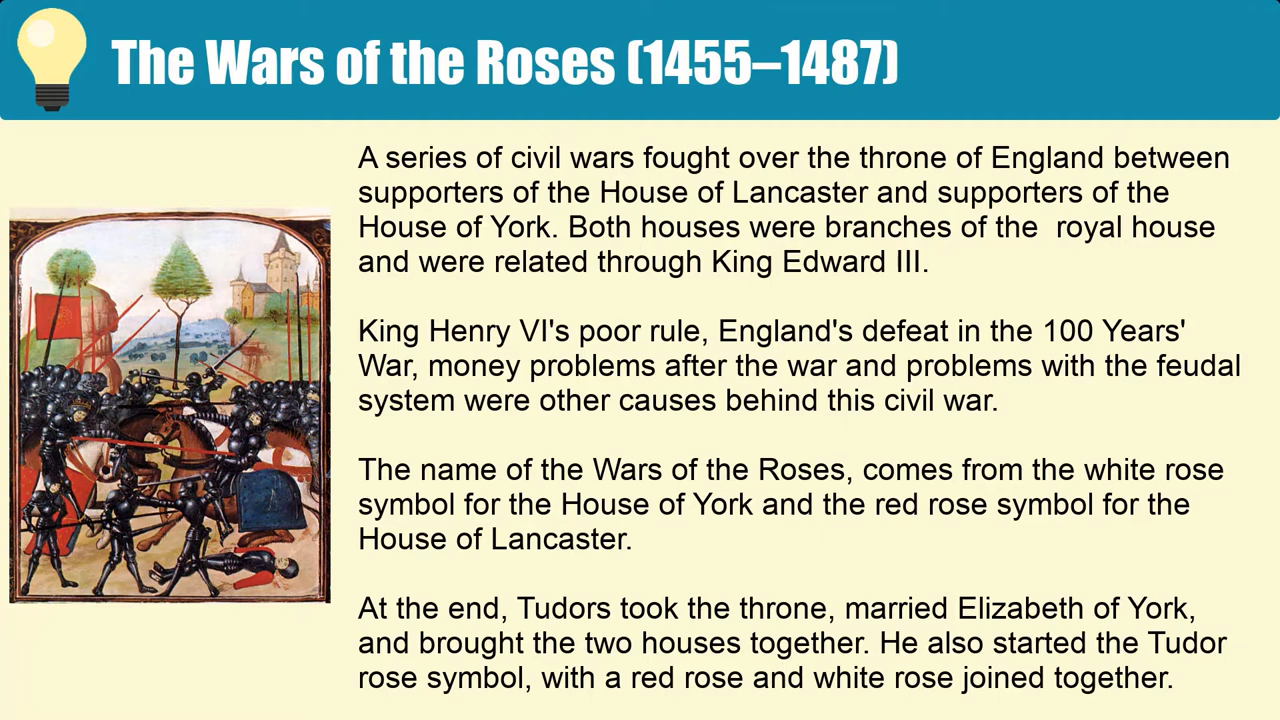 The Wars of the Roses (1455–1487)
A series of civil wars fought over the throne of England between
supporters of the House of Lancaster and supporters of the
House of York. Both houses were branches of the  royal house
and were related through King Edward III.
King Henry VI's poor rule, England's defeat in the 100 Years'
War, money problems after the war and problems with the feudal
system were other causes behind this civil war.
The name of the Wars of the Roses, comes from the white rose
symbol for the House of York and the red rose symbol for the
House of Lancaster.
At the end, Tudors took the throne, married Elizabeth of York,
and brought the two houses together. He also started the Tudor
rose symbol, with a red rose and white rose joined together.